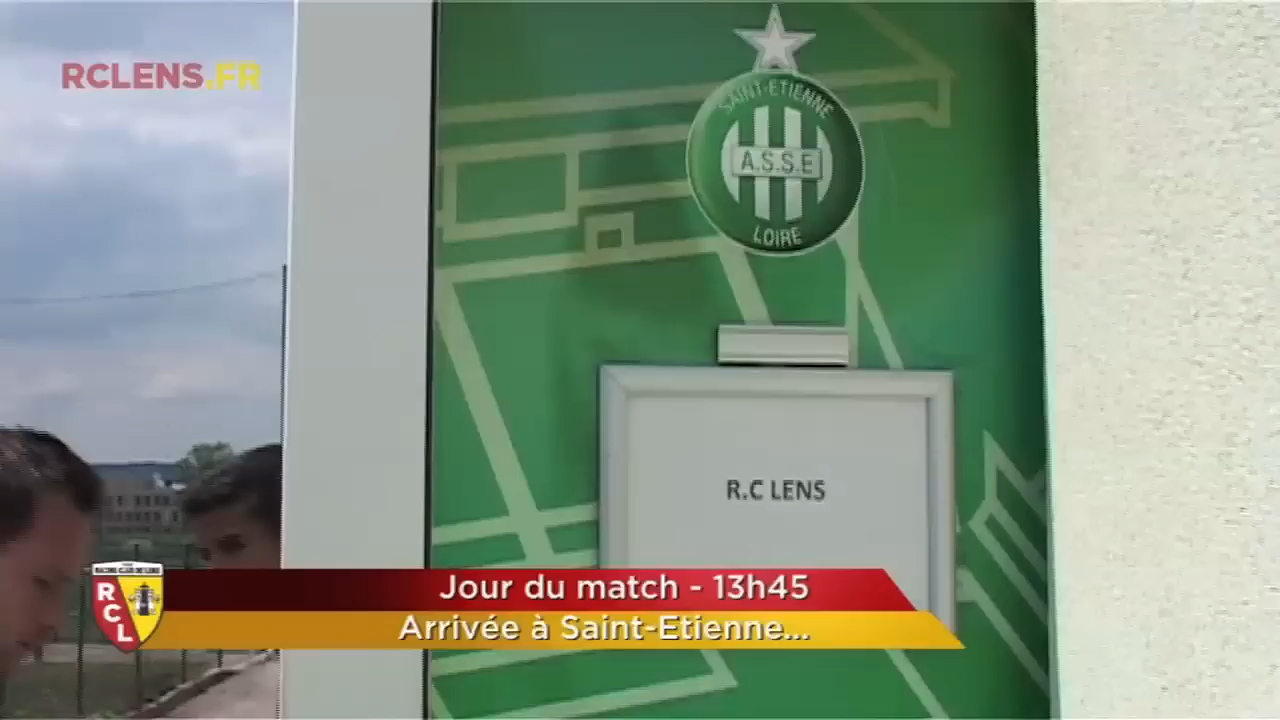 RCLENS.FR
SAINT-ETIENNE
A.S.S.E
LOIRE
R.C LENS
RCL
Jour du match - 13h45
Arrivée à Saint-Etienne...